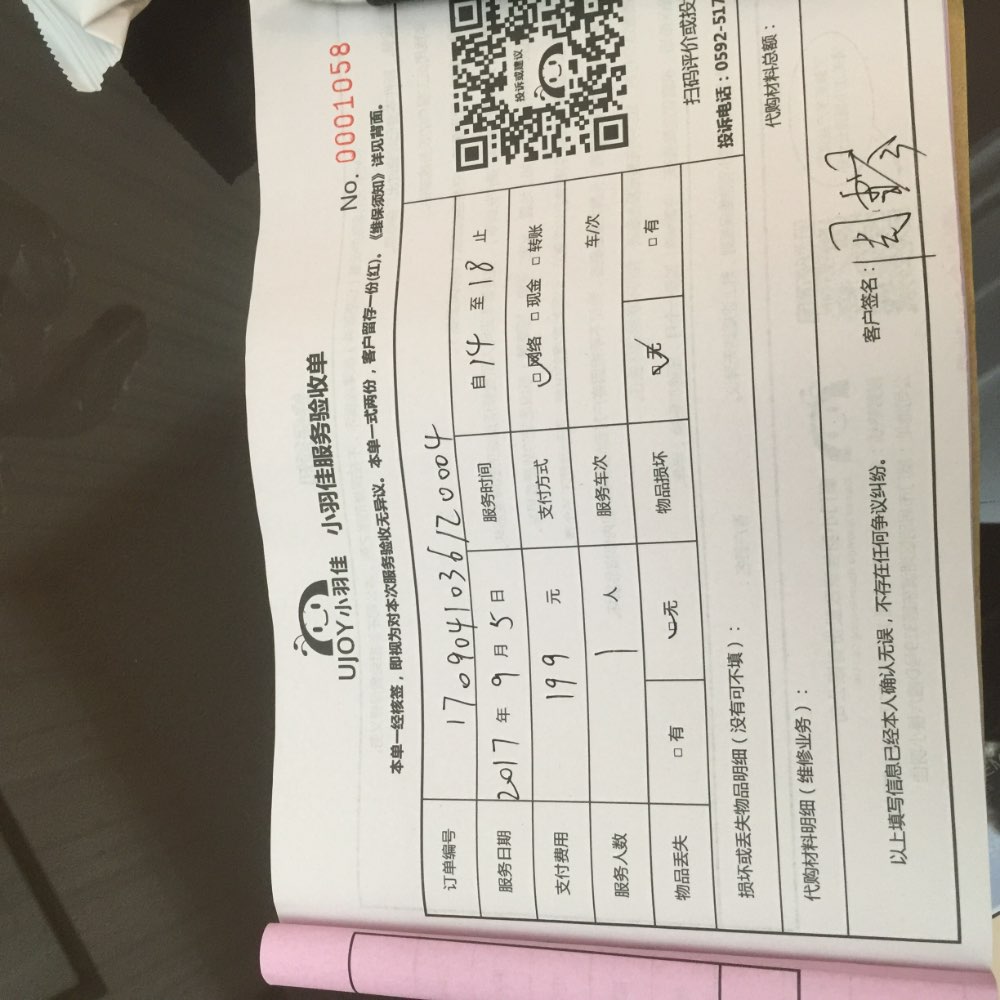 UJOY小羽佳 小羽佳服务验收单
No. 0001058
本单一经核签，即视为对本次服务验收无异议。本单一式两份，客户留存一份(红)。《维保须知》详见背面。
订单编号 170904103612004
服务日期 2017 年 9 月 5 日 服务时间 自 14 至 18 止
支付费用 199 元 支付方式 □ 网络 □ 现金 □ 转账
服务人数 1 人 服务车次 车/次
物品丢失 □ 有 □ 无 物品损坏 □ 无 □ 有
投诉或建议
扫码评价或投
投诉电话：0592-517
损坏或丢失物品明细（没有可不填）：
代购材料明细（维修业务）： 代购材料总额：
以上填写信息已经本人确认无误，不存在任何争议纠纷。 客户签名：